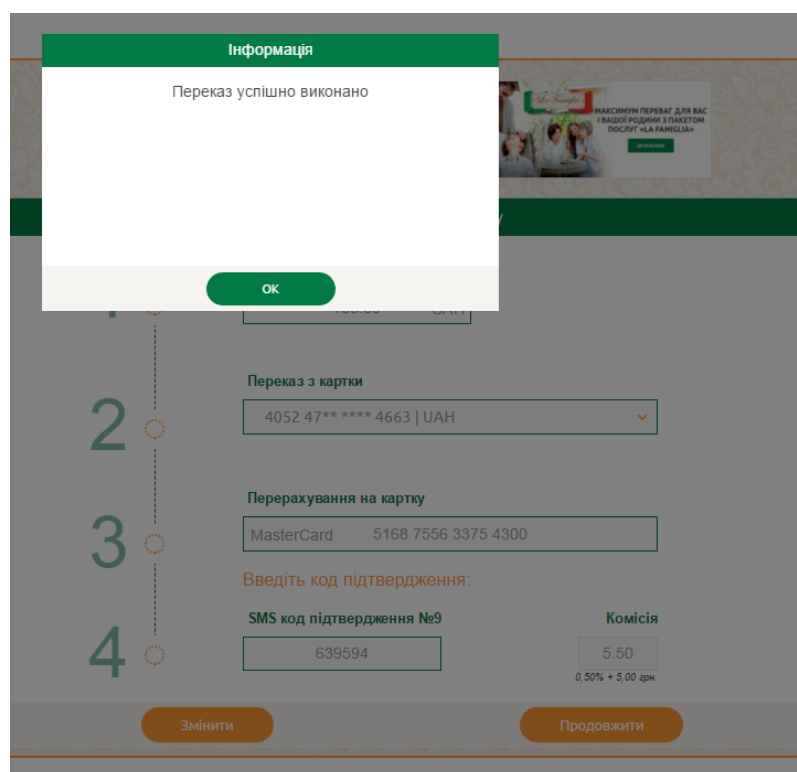 Інформація
Переказ успішно виконано
La Famiglia
МАКСИМУМ ПЕРЕВАГ ДЛЯ ВАС
І ВАШОЇ РОДИНИ З ПАКЕТОМ
ПОСЛУГ «LA FAMIGLIA»
ОК
Переказ з картки
2
4052 47** **** 4663 | UAH
Перерахування на картку
3
MasterCard 5168 7556 3375 4300
Введіть код підтвердження:
SMS код підтвердження №9 Комісія
4
639594 5.50
0,50% + 5,00 грн.
Змінити Продовжити